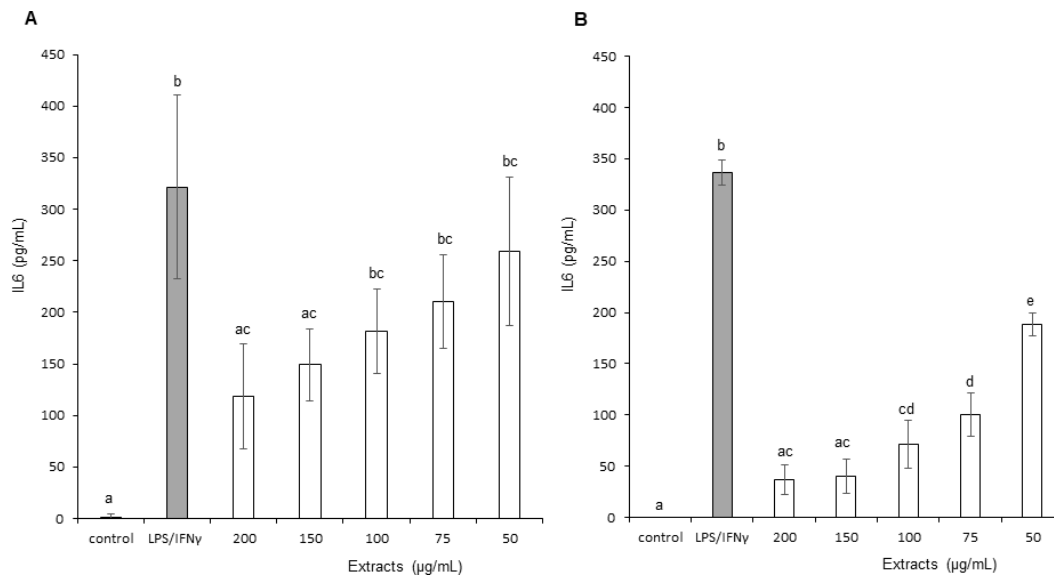 A
450
400
350
300
250
200
150
100
50
0
IL6 (pg/mL)
a
b
ac
ac
bc
bc
bc
control LPS/IFNγ 200 150 100 75 50
Extracts (µg/mL)
B
450
400
350
300
250
200
150
100
50
0
IL6 (pg/mL)
a
b
ac
ac
cd
d
e
control LPS/IFNγ 200 150 100 75 50
Extracts (µg/mL)